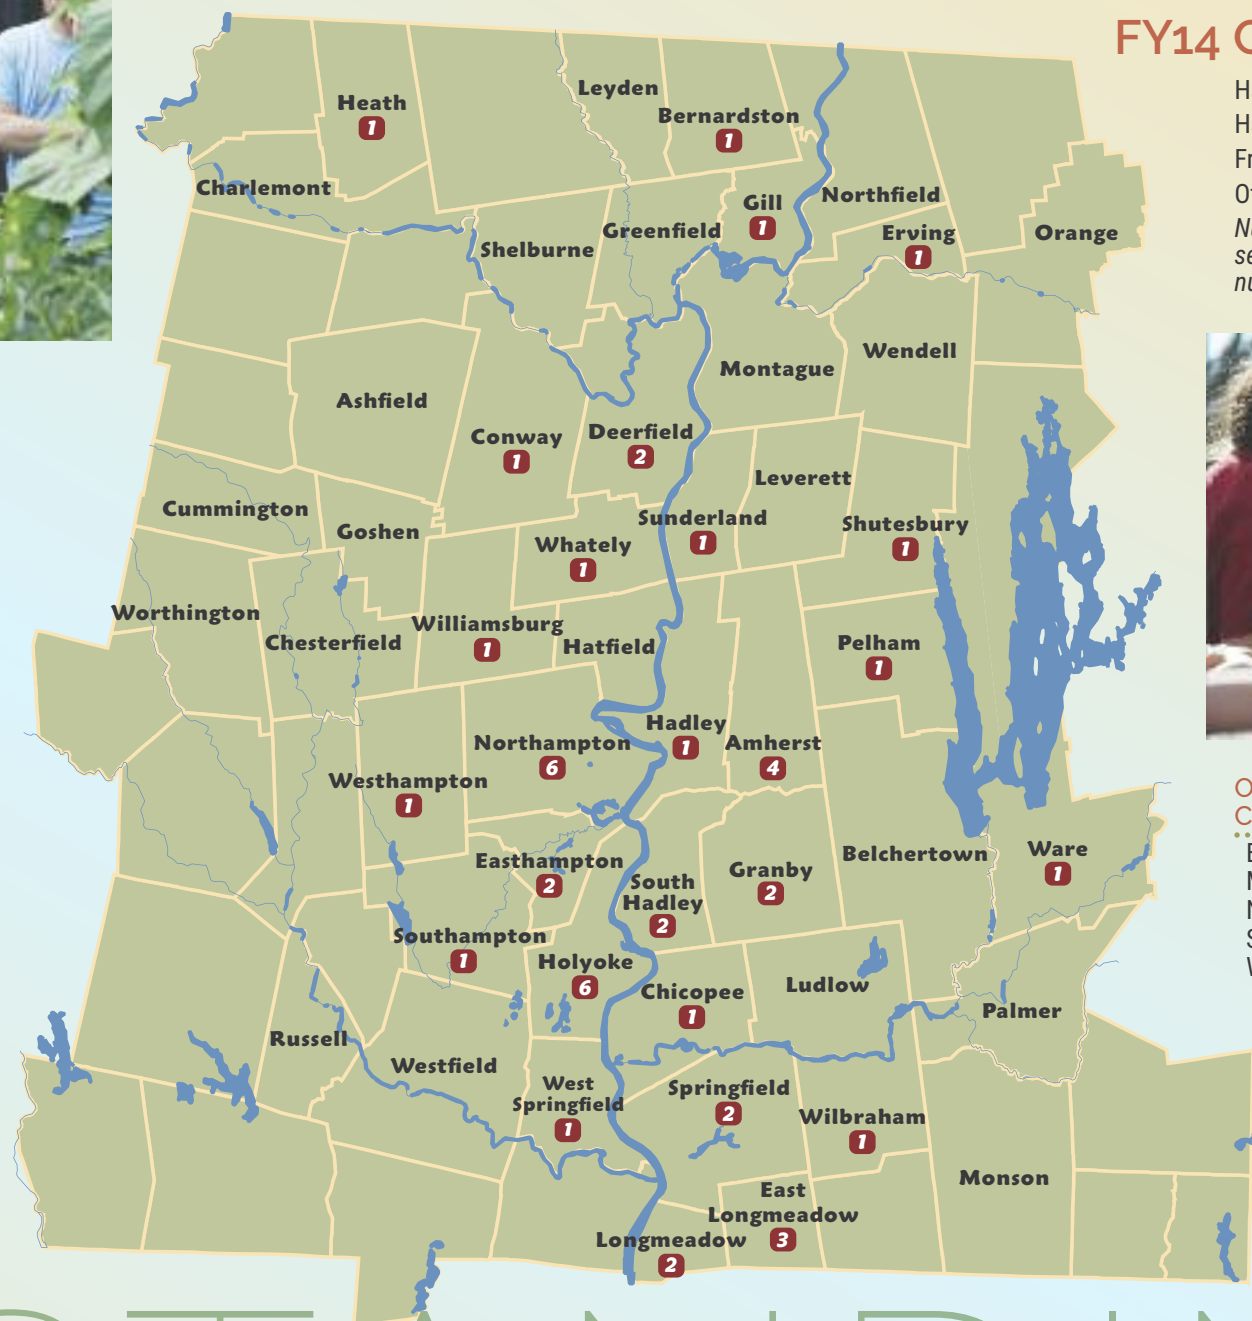 FY14
Leyden
Heath
1
Bernardston
1
Charlemont
Northfield
Gill
1
Greenfield
Erving
1
Orange
Shelburne
Wendell
Montague
Ashfield
Deerfield
2
Conway
1
Leverett
Cummington
Sunderland
1
Shutesbury
1
Goshen
Whately
1
Worthington
Williamsburg
1
Chesterfield
Hatfield
Pelham
1
Hadley
1
Northampton
6
Amherst
4
Westhampton
1
Belchertown
Ware
1
Easthampton
2
Granby
2
South
Hadley
2
Southampton
1
Holyoke
6
Ludlow
Chicopee
1
Palmer
Russell
Westfield
West
Springfield
1
Springfield
2
Wilbraham
1
Monson
East
Longmeadow
3
Longmeadow
2